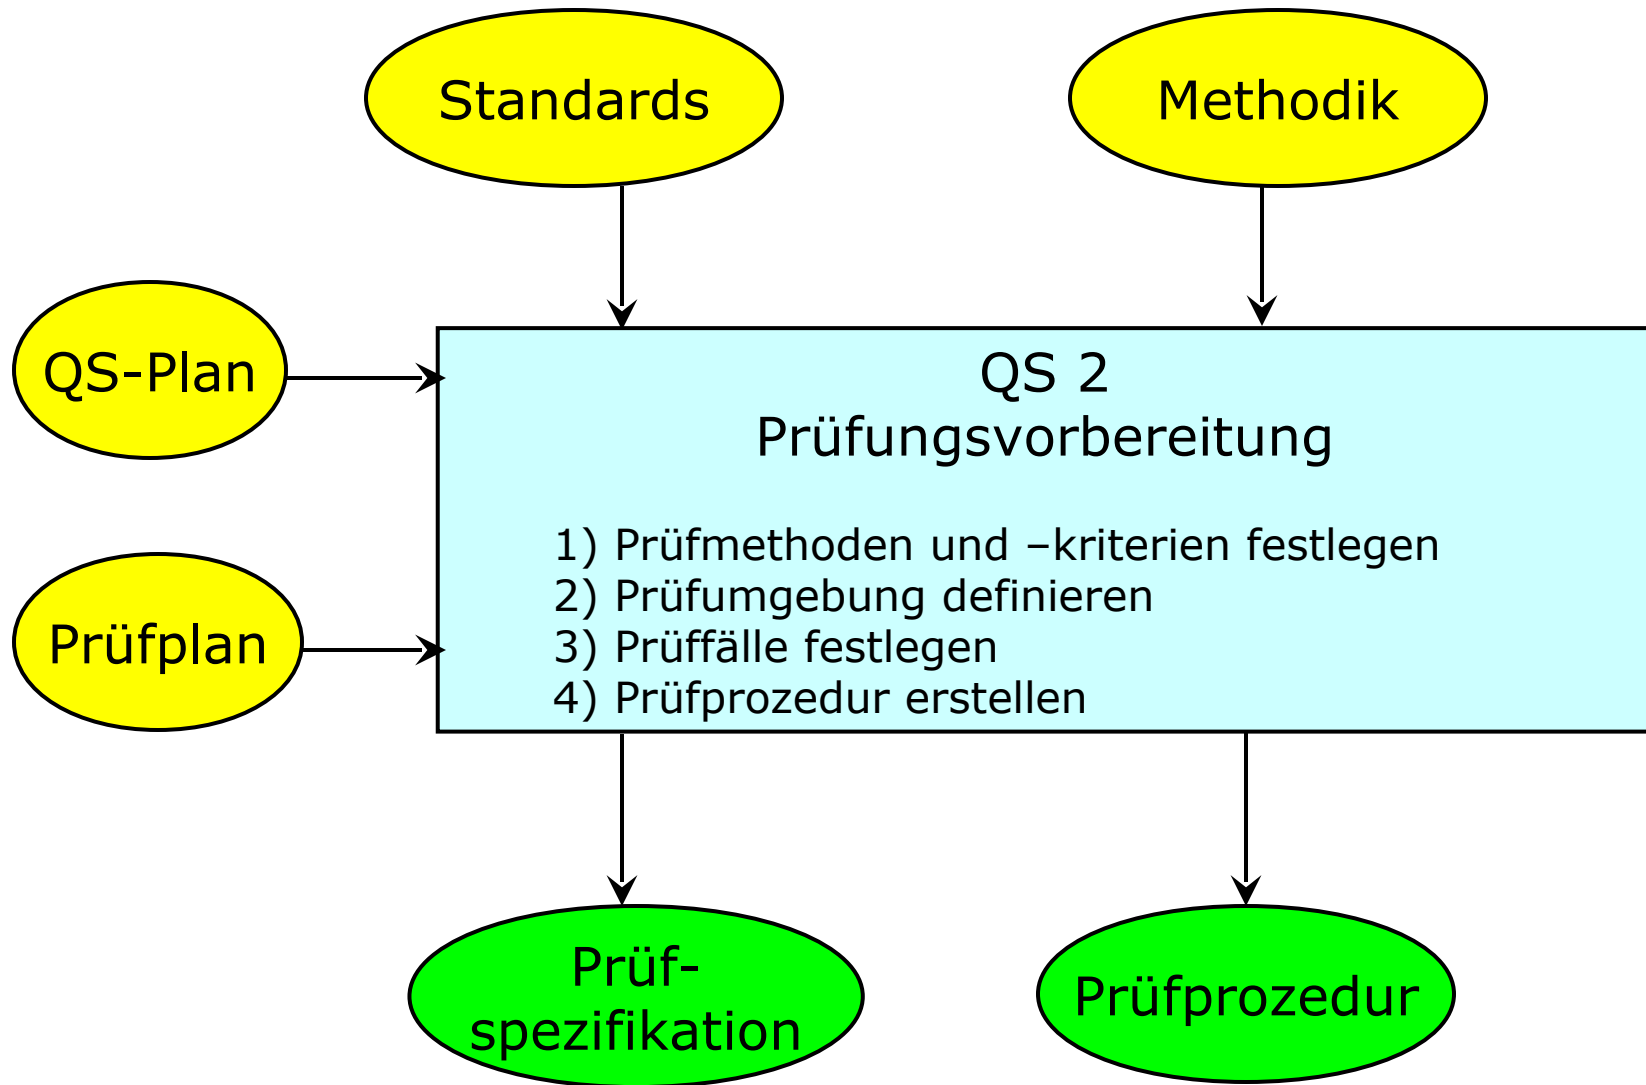 Standards
Methodik
QS-Plan
QS 2
Prüfungsvorbereitung
1) Prüfmethoden und –kriterien festlegen
2) Prüfumgebung definieren
3) Prüffälle festlegen
4) Prüfprozedur erstellen
Prüfplan
Prüf-
spezifikation
Prüfprozedur